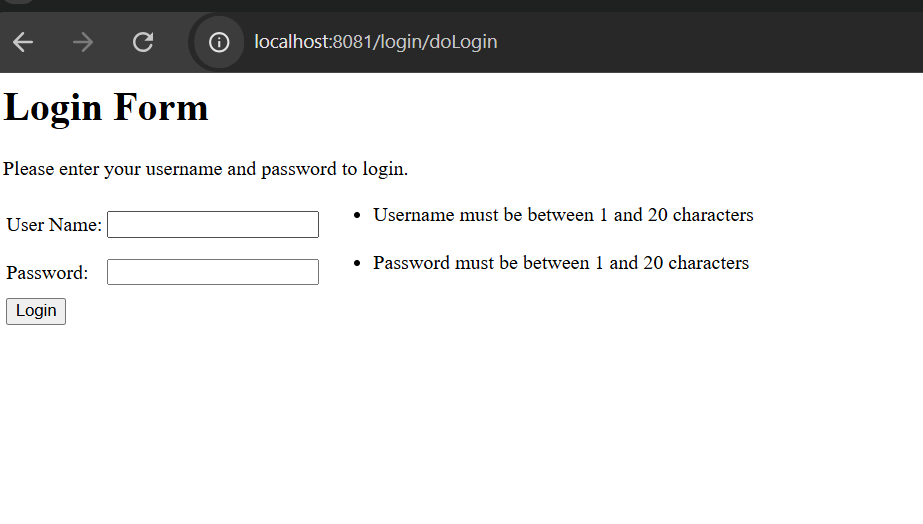 localhost:8081/login/doLogin
Login Form
Please enter your username and password to login.
User Name:
• Username must be between 1 and 20 characters
Password:
• Password must be between 1 and 20 characters
Login